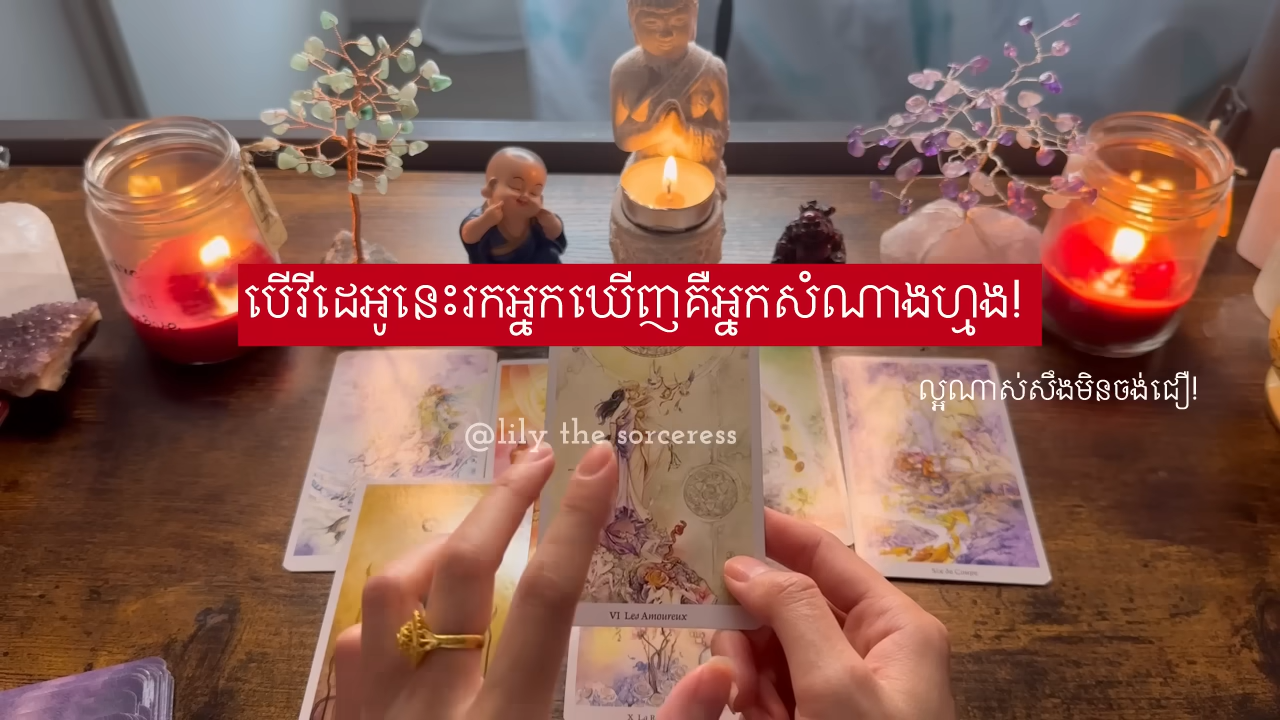 បើវីដេអូនេះរកអ្នកឃើញគឺអ្នកសំណាងហ្មង!
ល្អណាស់សឹងមិនចង់ជឿ!
@lily the sorceress
VI Les Amoureux